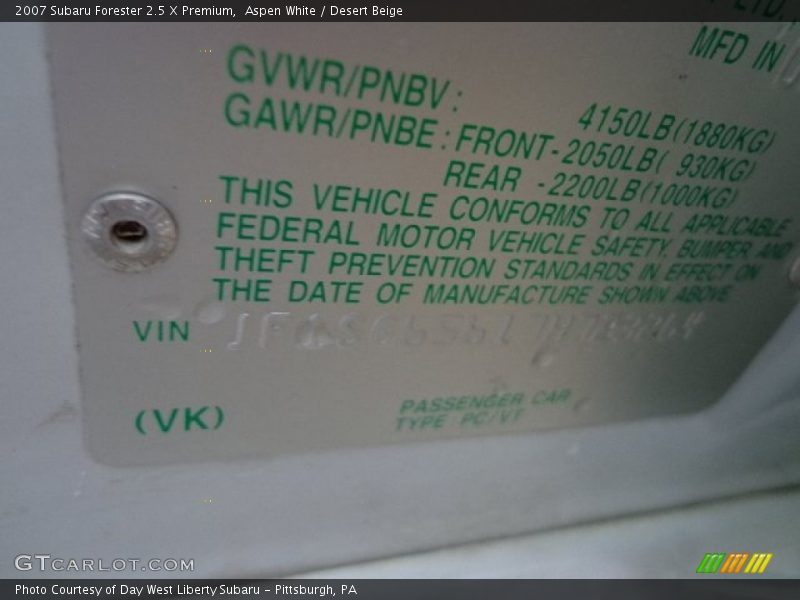 2007 Subaru Forester 2.5 X Premium, Aspen White / Desert Beige
LTD.
MFD IN
GVWR/PNBV: 4150LB(1880KG)
GAWR/PNBE: FRONT-2050LB( 930KG)
REAR -2200LB(1000KG)
THIS VEHICLE CONFORMS TO ALL APPLICABLE
FEDERAL MOTOR VEHICLE SAFETY, BUMPER, AND
THEFT PREVENTION STANDARDS IN EFFECT ON
THE DATE OF MANUFACTURE SHOWN ABOVE
VIN
(VK)
PASSENGER CAR
TYPE PC/VT
GTCARLOT.COM
Photo Courtesy of Day West Liberty Subaru - Pittsburgh, PA